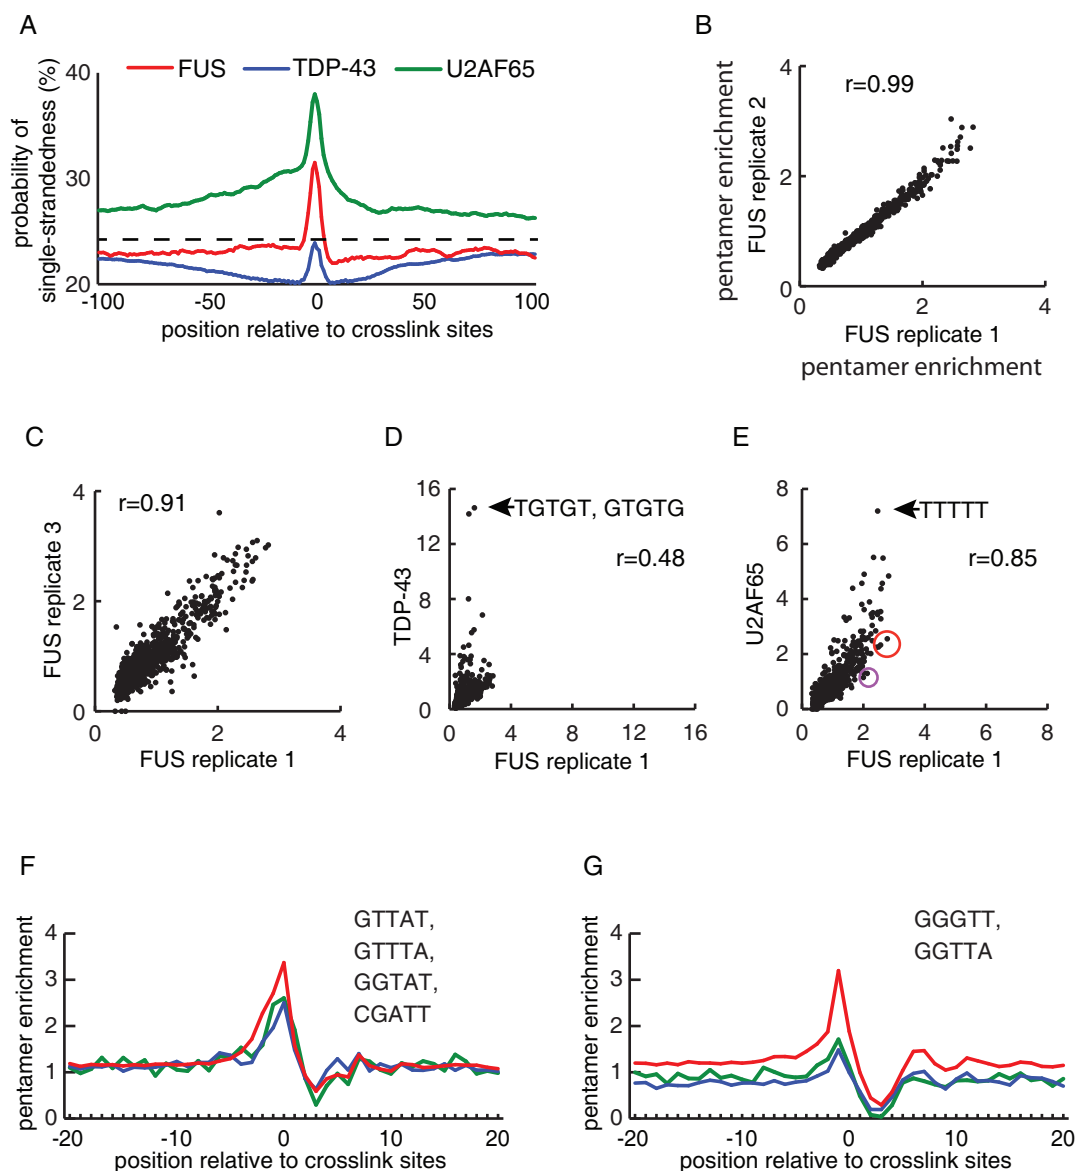 A
FUS TDP-43 U2AF65
probability of
single-strandedness (%)
40
30
20
-100 -50 0 50 100
position relative to crosslink sites
B
pentamer enrichment
FUS replicate 2
r=0.99
4
2
0
0 2 4
FUS replicate 1
pentamer enrichment
C
FUS replicate 3
r=0.91
4
2
0
0 2 4
FUS replicate 1
D
TDP-43
16
12
8
4
0
TGTGT, GTGTG
r=0.48
0 4 8 12 16
FUS replicate 1
E
U2AF65
8
6
4
2
0
TTTTT
r=0.85
0 2 4 6 8
FUS replicate 1
F
pentamer enrichment
4
3
2
1
0
GTTAT,
GTTTA,
GGTAT,
CGATT
-20 -10 0 10 20
position relative to crosslink sites
G
pentamer enrichment
4
3
2
1
0
GGGTT,
GGTTA
-20 -10 0 10 20
position relative to crosslink sites